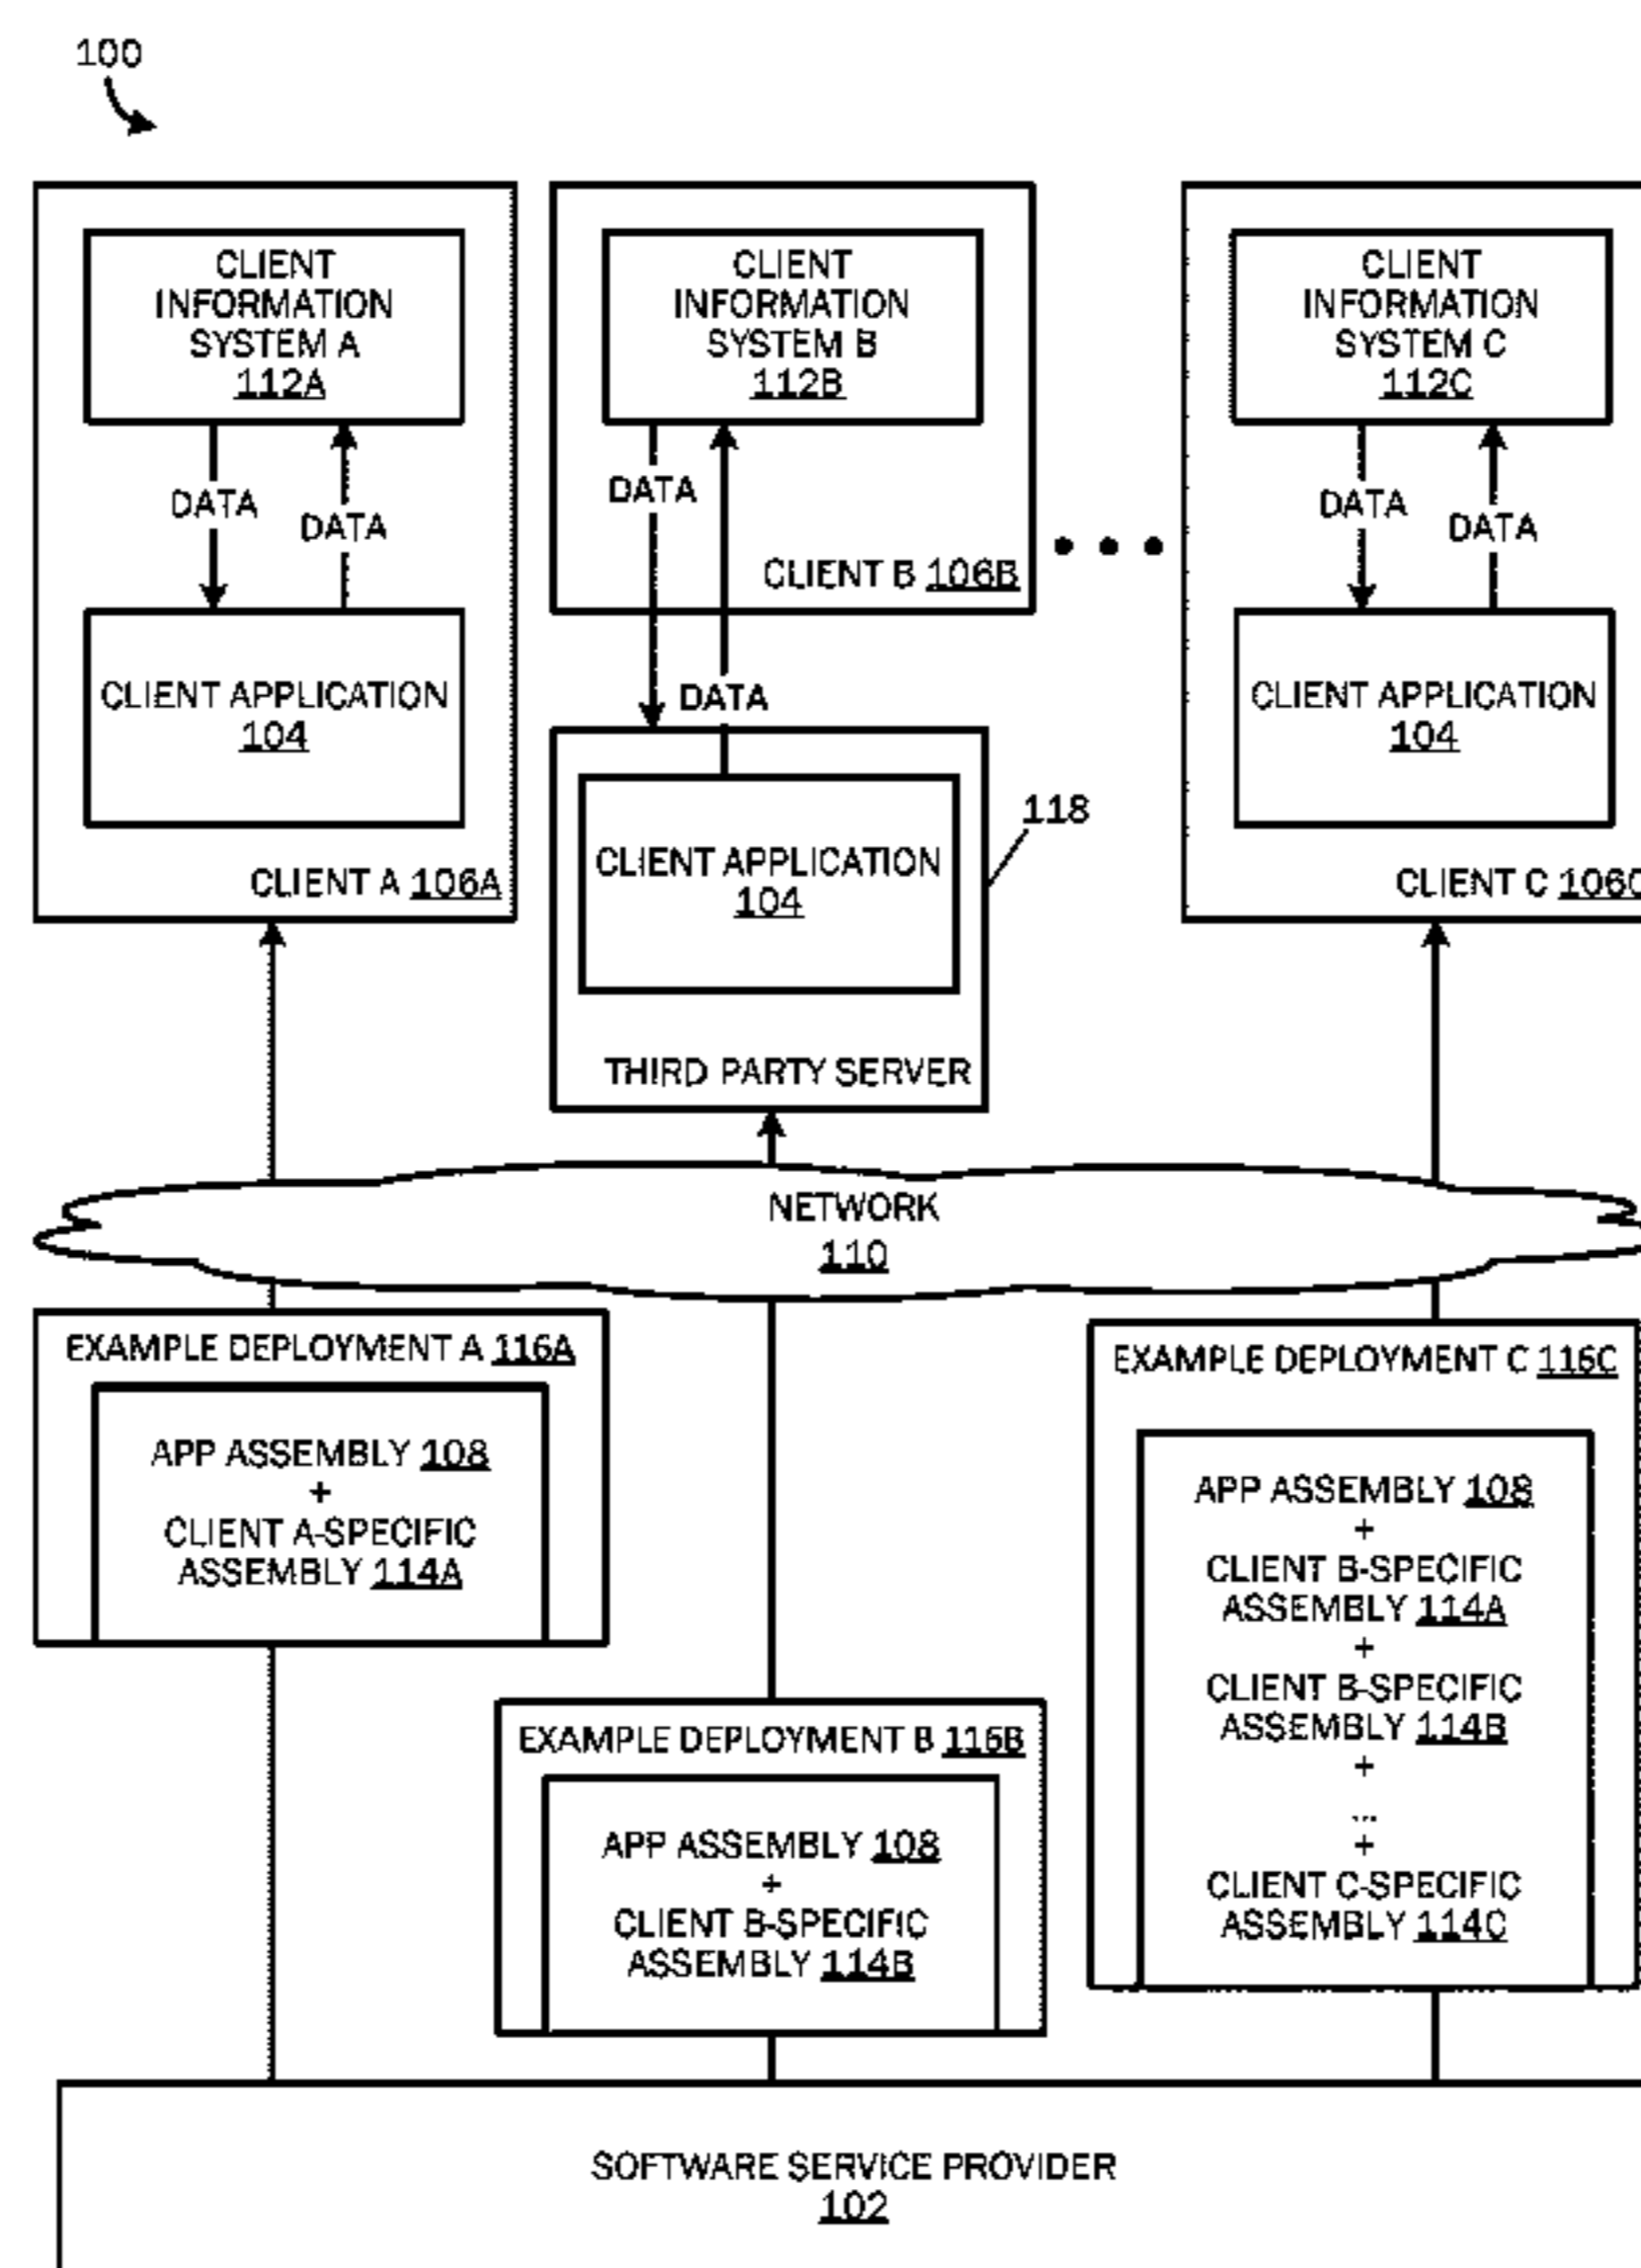 100
CLIENT
INFORMATION
SYSTEM A
112A
DATA
DATA
CLIENT APPLICATION
104
CLIENT A 106A
CLIENT
INFORMATION
SYSTEM B
112B
DATA
CLIENT B 106B
DATA
CLIENT APPLICATION
104
THIRD PARTY SERVER
118
CLIENT
INFORMATION
SYSTEM C
112C
DATA
DATA
CLIENT APPLICATION
104
CLIENT C 106C
NETWORK
110
EXAMPLE DEPLOYMENT A 116A
APP ASSEMBLY 108
+
CLIENT A-SPECIFIC
ASSEMBLY 114A
EXAMPLE DEPLOYMENT B 116B
APP ASSEMBLY 108
+
CLIENT B-SPECIFIC
ASSEMBLY 114B
EXAMPLE DEPLOYMENT C 116C
APP ASSEMBLY 108
+
CLIENT B-SPECIFIC
ASSEMBLY 114A
+
CLIENT B-SPECIFIC
ASSEMBLY 114B
+
...
+
CLIENT C-SPECIFIC
ASSEMBLY 114C
SOFTWARE SERVICE PROVIDER
102